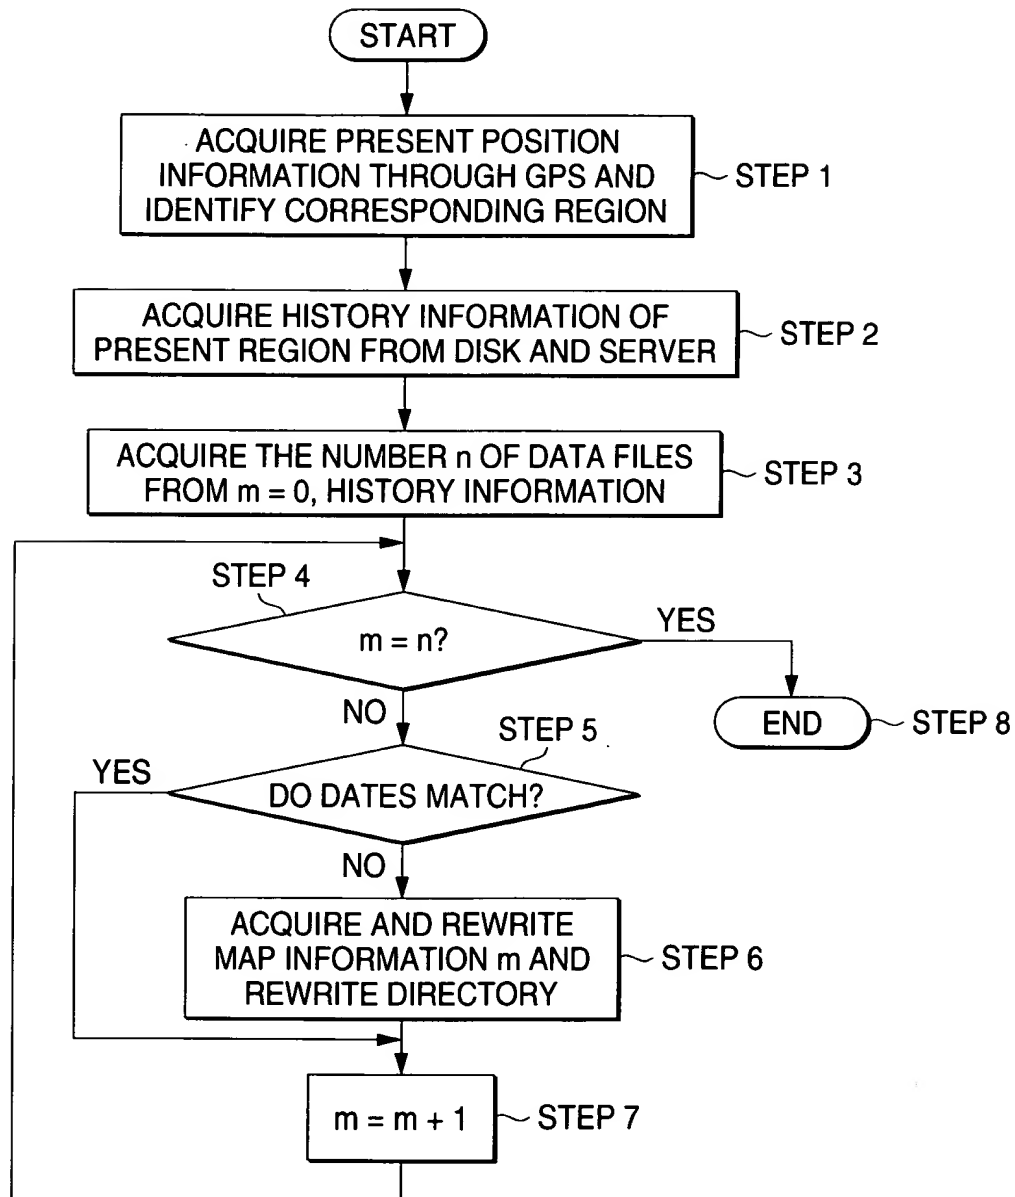 START
ACQUIRE PRESENT POSITION
INFORMATION THROUGH GPS AND
IDENTIFY CORRESPONDING REGION
STEP 1
ACQUIRE HISTORY INFORMATION OF
PRESENT REGION FROM DISK AND SERVER
STEP 2
ACQUIRE THE NUMBER n OF DATA FILES
FROM m = 0, HISTORY INFORMATION
STEP 3
STEP 4
m = n?
YES
NO
END
STEP 8
STEP 5
YES
DO DATES MATCH?
NO
ACQUIRE AND REWRITE
MAP INFORMATION m AND
REWRITE DIRECTORY
STEP 6
m = m + 1
STEP 7